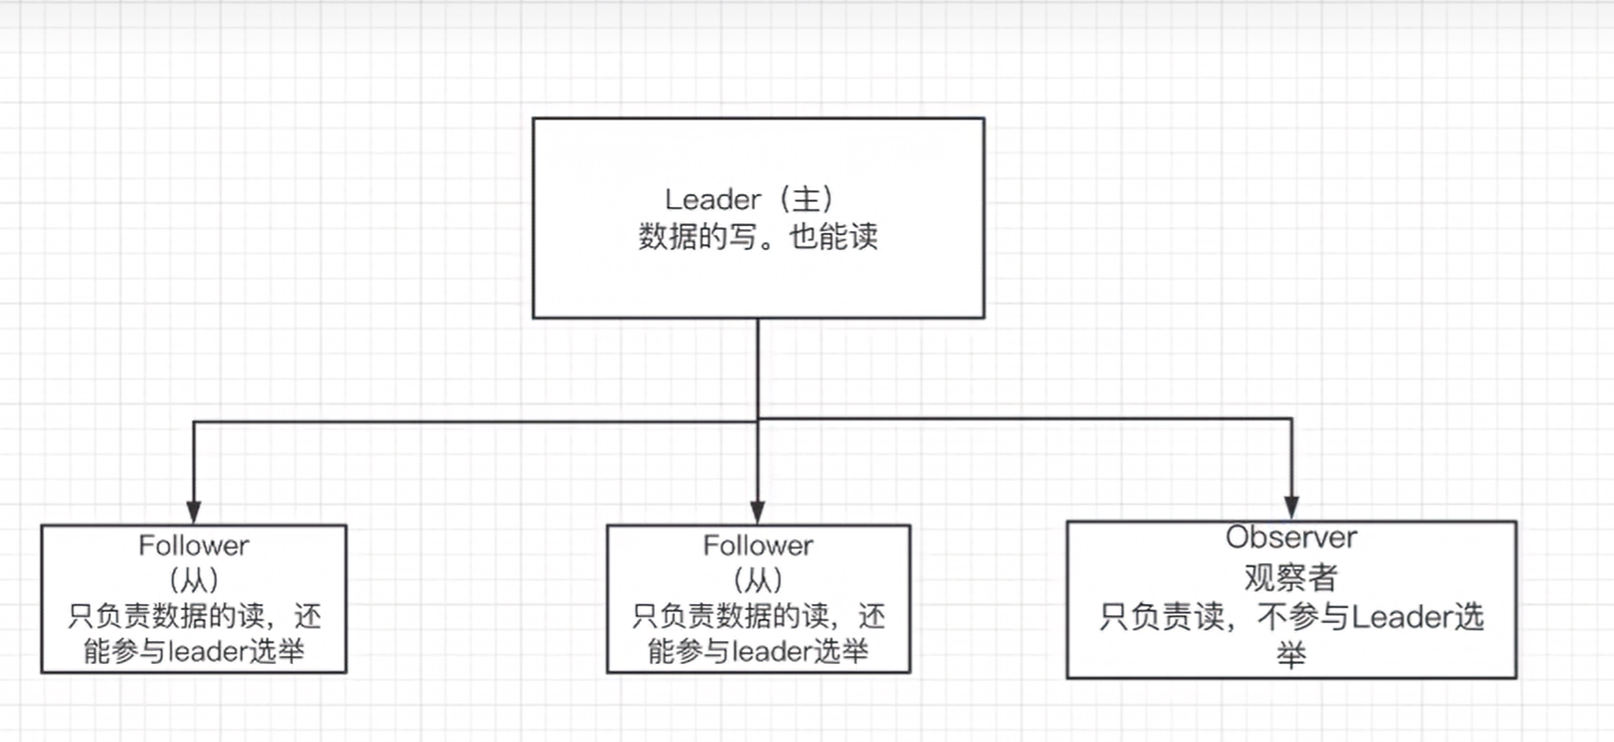 Leader（主）
数据的写。也能读
Follower
（从）
只负责数据的读，还
能参与leader选举
Follower
（从）
只负责数据的读，还
能参与leader选举
Observer
观察者
只负责读，不参与Leader选
举